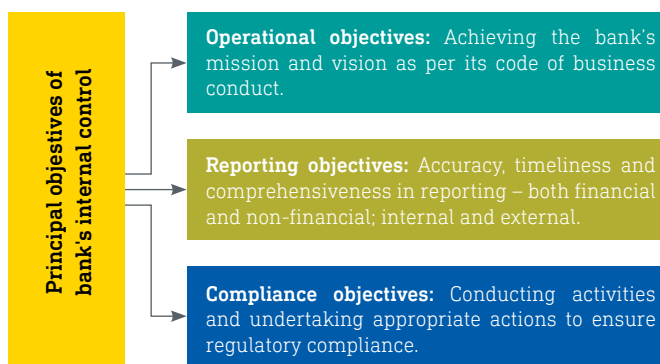 Principal objestives of
bank's internal control
Operational objectives: Achieving the bank's
mission and vision as per its code of business
conduct.
Reporting objectives: Accuracy, timeliness and
comprehensiveness in reporting – both financial
and non-financial; internal and external.
Compliance objectives: Conducting activities
and undertaking appropriate actions to ensure
regulatory compliance.